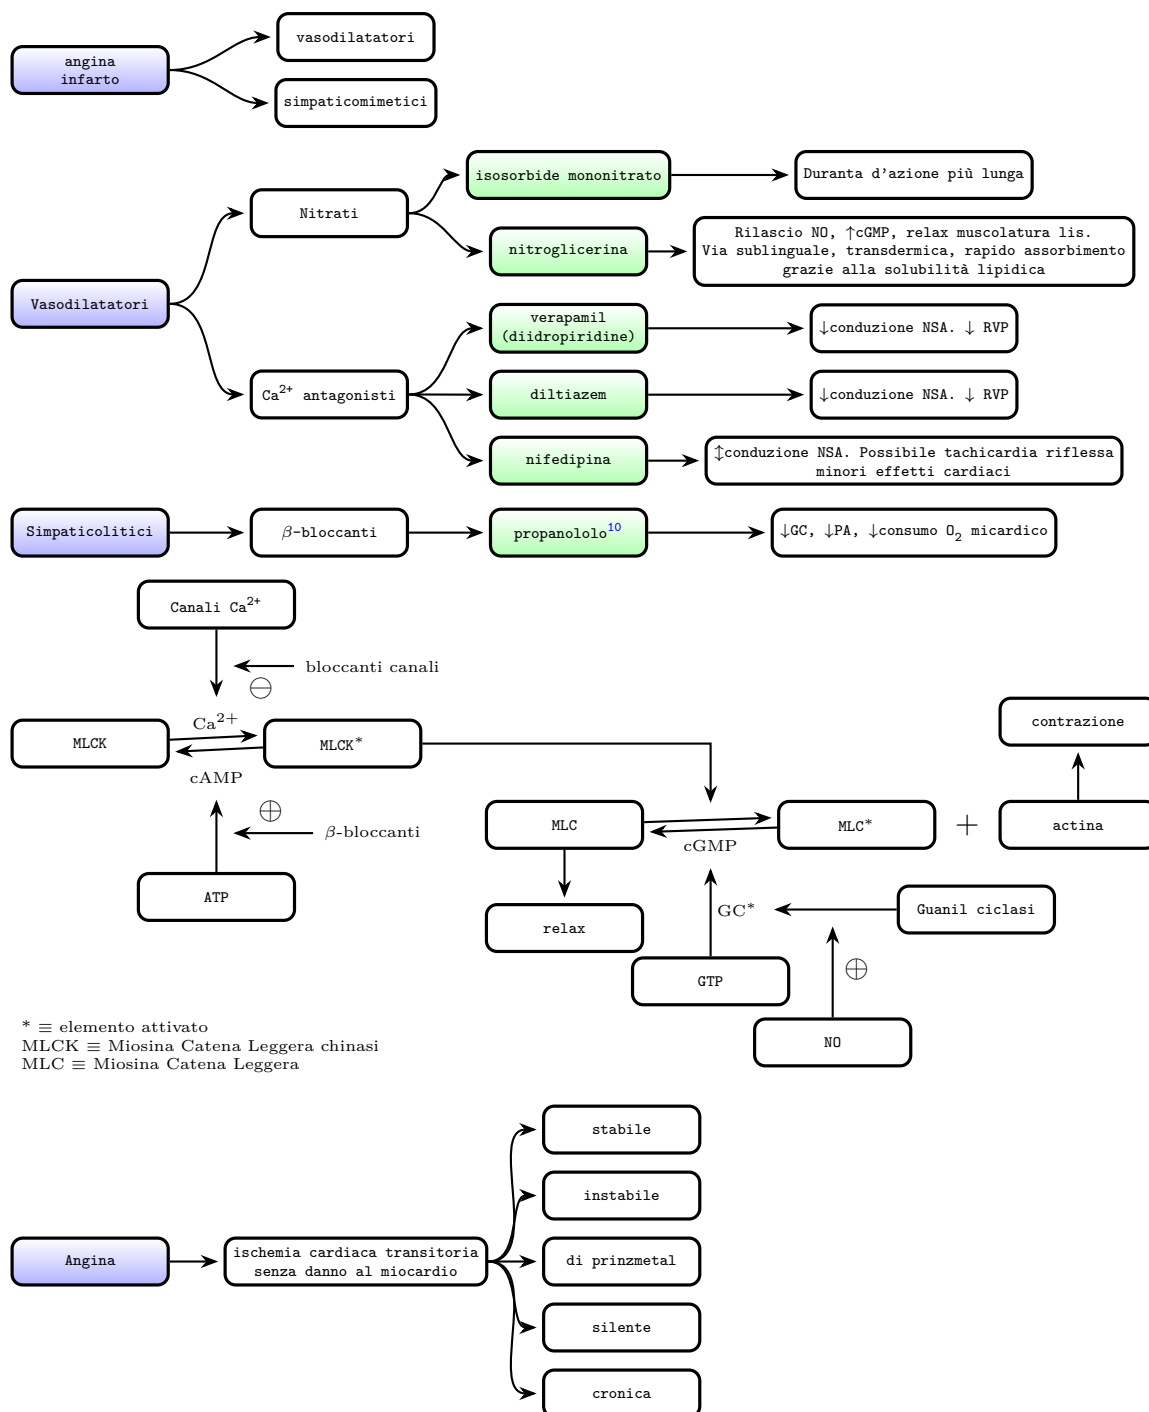 angina
infarto
vasodilatatori
simpaticomimetici
Vasodilatatori
Nitrati
isosorbide mononitrato
Duranta d'azione più lunga
nitroglicerina
Rilascio NO, ↑cGMP, relax muscolatura lis.
Via sublinguale, transdermica, rapido assorbimento
grazie alla solubilità lipidica
Ca²⁺ antagonisti
verapamil
(diidropiridine)
↓conduzione NSA. ↓ RVP
diltiazem
↓conduzione NSA. ↓ RVP
nifedipina
↕conduzione NSA. Possibile tachicardia riflessa
minori effetti cardiaci
Simpaticolitici
β-bloccanti
propanololo¹⁰
↓GC, ↓PA, ↓consumo O₂ micardico
Canali Ca²⁺
bloccanti canali
⊖
MLCK
Ca²⁺
MLCK*
cAMP
⊕
β-bloccanti
ATP
contrazione
MLC
MLC*
+
actina
cGMP
relax
GC*
Guanil ciclasi
GTP
⊕
NO
* ≡ elemento attivato
MLCK ≡ Miosina Catena Leggera chinasi
MLC ≡ Miosina Catena Leggera
Angina
ischemia cardiaca transitoria
senza danno al miocardio
stabile
instabile
di prinzmetal
silente
cronica